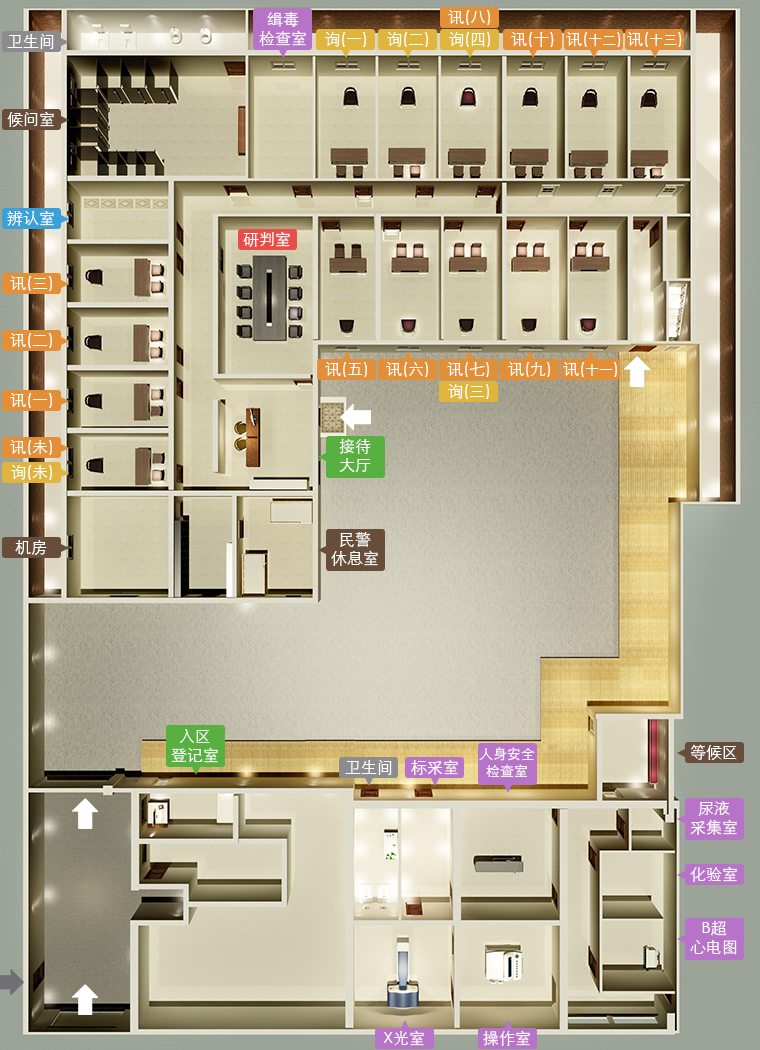 讯(八)
缉毒
检查室
询(一)
询(二)
询(四)
讯(十)
讯(十二)
讯(十三)
卫生间
候问室
辨认室
研判室
讯(三)
讯(二)
讯(五)
讯(六)
讯(七)
讯(九)
讯(十一)
询(三)
讯(一)
讯(未)
询(未)
接待
大厅
机房
民警
休息室
入区
登记室
卫生间
标采室
人身安全
检查室
等候区
尿液
采集室
化验室
B超
心电图
X光室
操作室